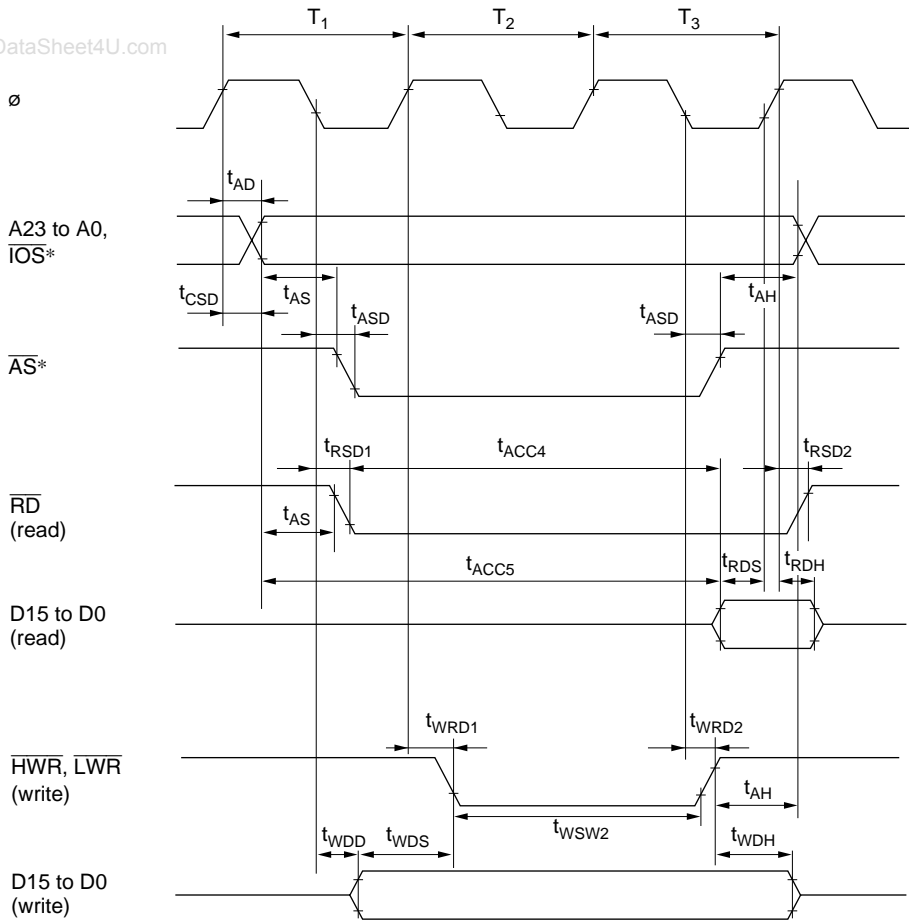 T1 T2 T3
DataSheet4U.com
ø
tAD
A23 to A0,
IOS*
tCSD tAS tASD tASD tAH
AS*
tRSD1 tACC4 tRSD2
RD
(read)
tAS
tACC5 tRDS tRDH
D15 to D0
(read)
tWRD1 tWRD2
HWR, LWR
(write)
tAH
tWDD tWDS tWSW2 tWDH
D15 to D0
(write)